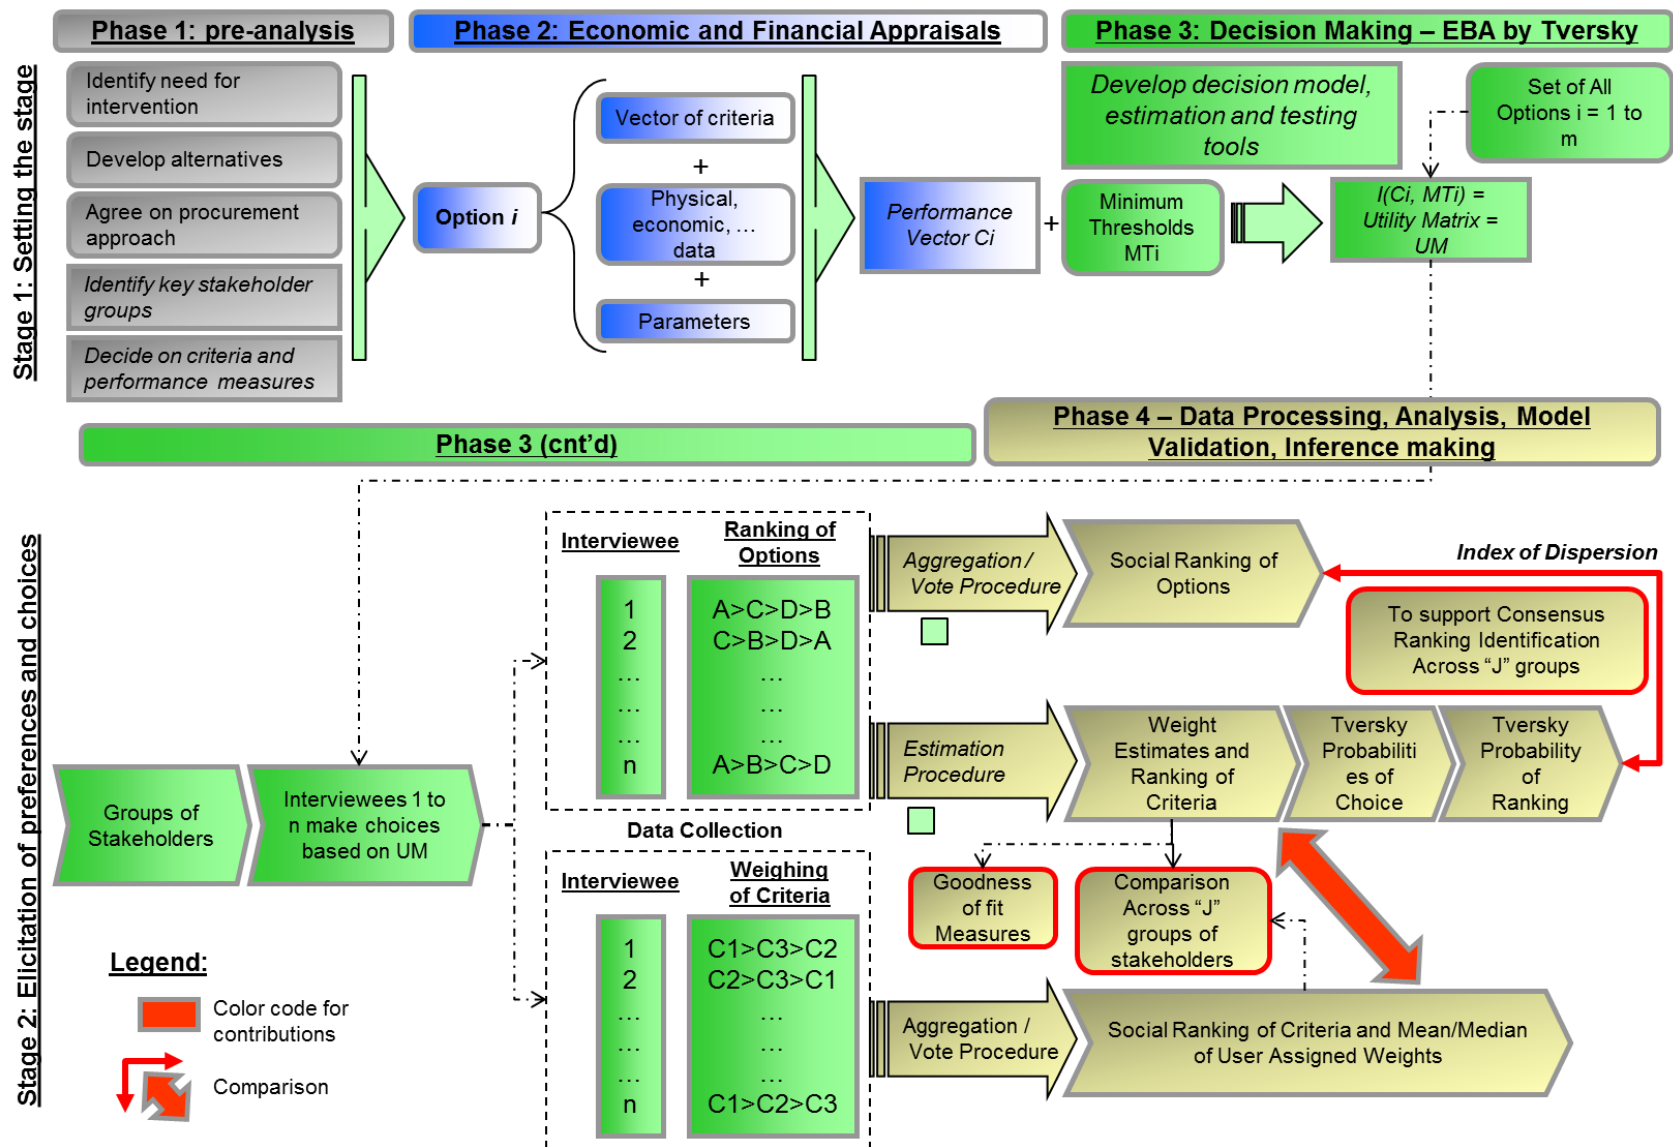 Phase 1: pre-analysis
Phase 2: Economic and Financial Appraisals
Phase 3: Decision Making – EBA by Tversky
Stage 1: Setting the stage
Identify need for
intervention
Develop alternatives
Agree on procurement
approach
Identify key stakeholder
groups
Decide on criteria and
performance measures
Option i
Vector of criteria
+
Physical,
economic, …
data
+
Parameters
Performance
Vector Ci
+
Develop decision model,
estimation and testing
tools
Minimum
Thresholds
MTi
Set of All
Options i = 1 to
m
I(Ci, MTi) =
Utility Matrix =
UM
Phase 3 (cnt’d)
Phase 4 – Data Processing, Analysis, Model
Validation, Inference making
Stage 2: Elicitation of preferences and choices
Groups of
Stakeholders
Interviewees 1 to
n make choices
based on UM
Interviewee
Ranking of
Options
1
A>C>D>B
2
C>B>D>A
…
…
…
…
…
…
n
A>B>C>D
Data Collection
Interviewee
Weighing
of Criteria
1
C1>C3>C2
2
C2>C3>C1
…
…
…
…
…
…
n
C1>C2>C3
Aggregation /
Vote Procedure
Social Ranking of
Options
Index of Dispersion
To support Consensus
Ranking Identification
Across “J” groups
Estimation
Procedure
Weight
Estimates and
Ranking of
Criteria
Tversky
Probabiliti
es of
Choice
Tversky
Probability
of
Ranking
Goodness
of fit
Measures
Comparison
Across “J”
groups of
stakeholders
Aggregation /
Vote Procedure
Social Ranking of Criteria and Mean/Median
of User Assigned Weights
Legend:
Color code for
contributions
Comparison